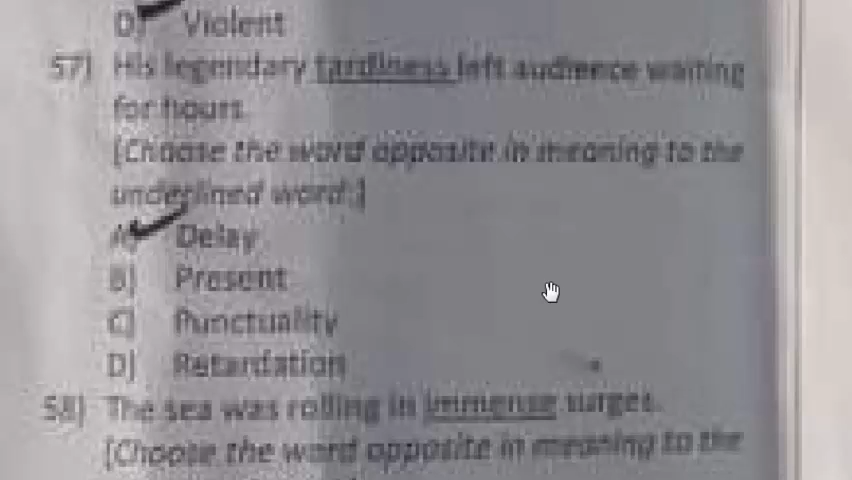 D) Violent
57) His legendary tardiness left audience waiting
for hours.
[Choose the word opposite in meaning to the
underlined word:]
A) Delay
B) Present
C) Punctuality
D) Retardation
58) The sea was rolling in immense surges.
[Choose the word opposite in meaning to the